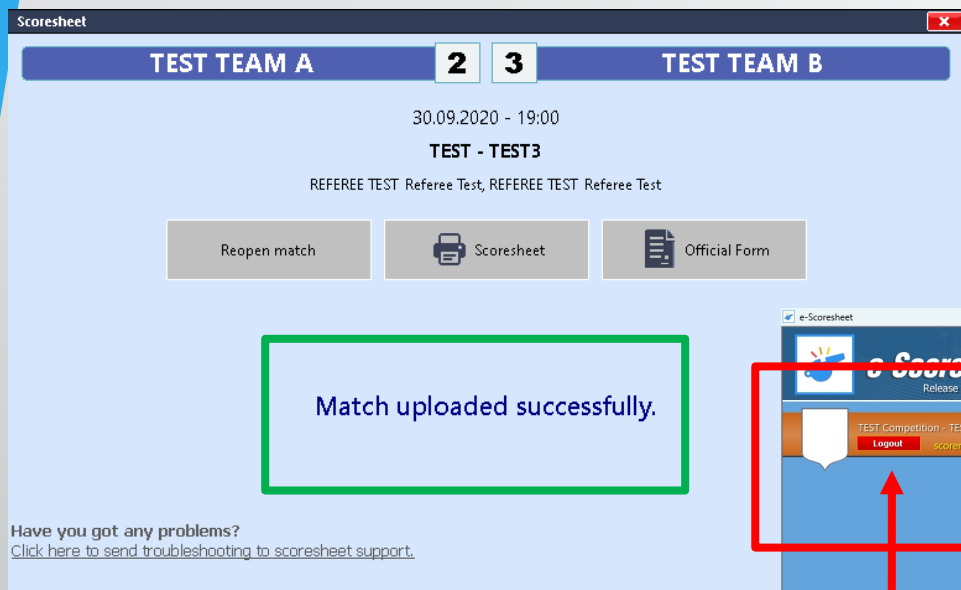 Scoresheet
TEST TEAM A 2 3 TEST TEAM B
30.09.2020 - 19:00
TEST - TEST3
REFEREE TEST Referee Test, REFEREE TEST Referee Test
Reopen match Scoresheet Official Form
Match uploaded successfully.
Have you got any problems?
Click here to send troubleshooting to scoresheet support.
e-Scoresheet
Release
TEST Competition -
Logout